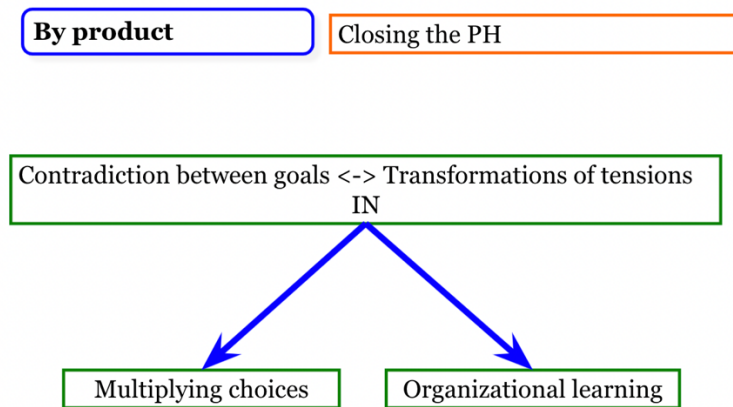 By product
Closing the PH
Contradiction between goals <-> Transformations of tensions
IN
Multiplying choices
Organizational learning